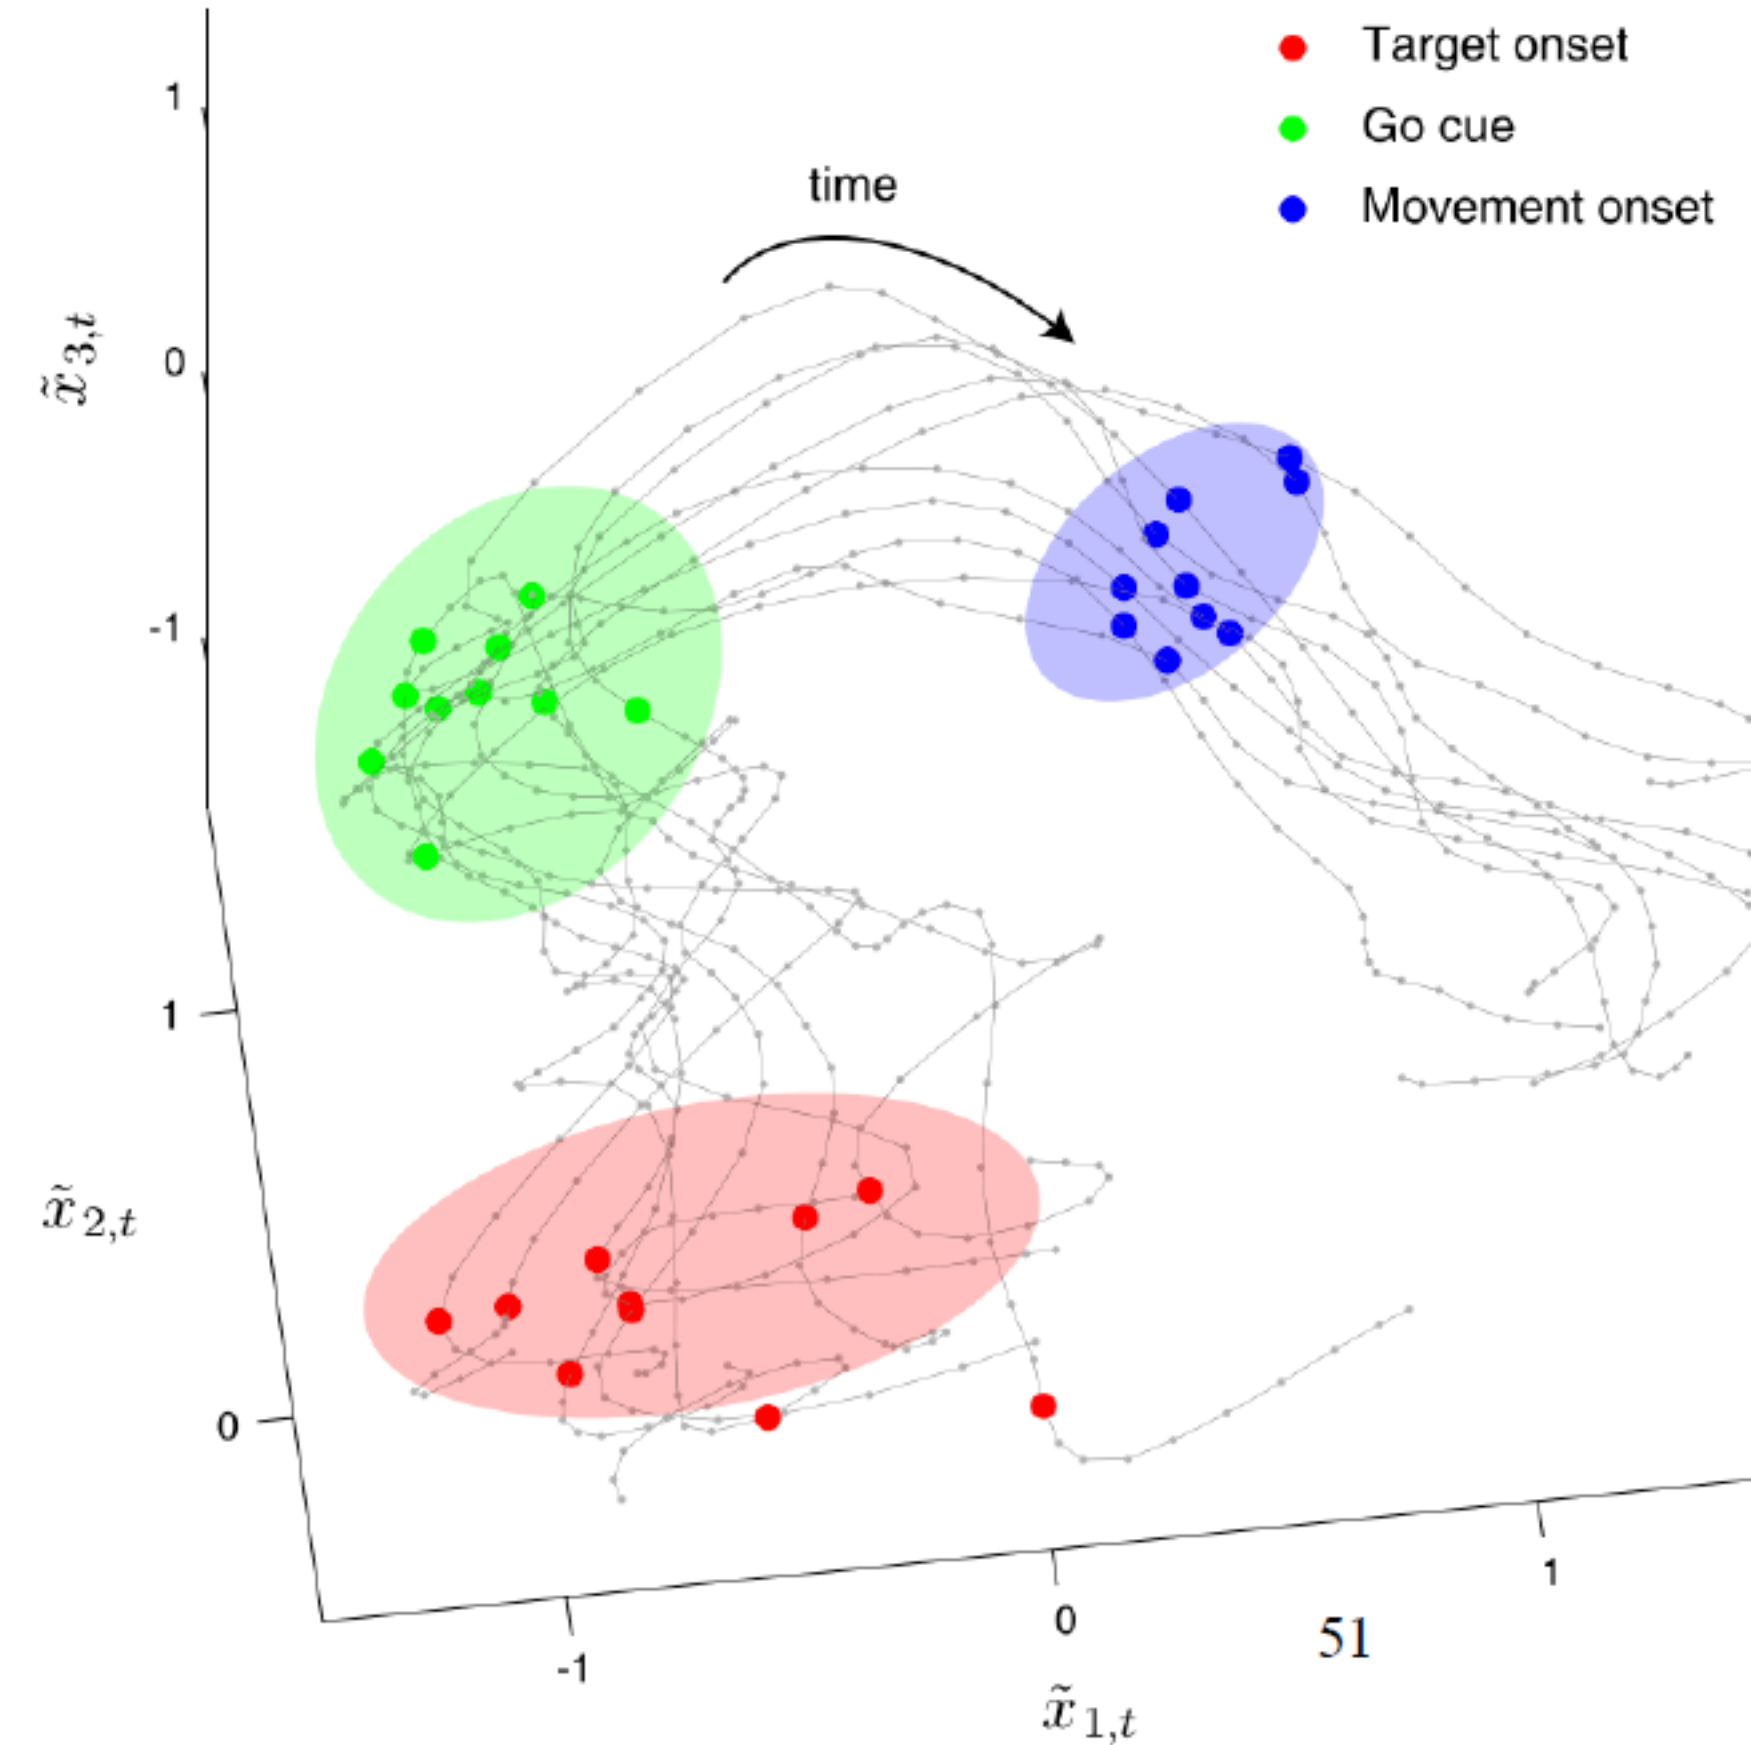 Target onset
Go cue
Movement onset
time
1
0
-1
x̃3,t
1
0
x̃2,t
-1
0
1
51
x̃1,t